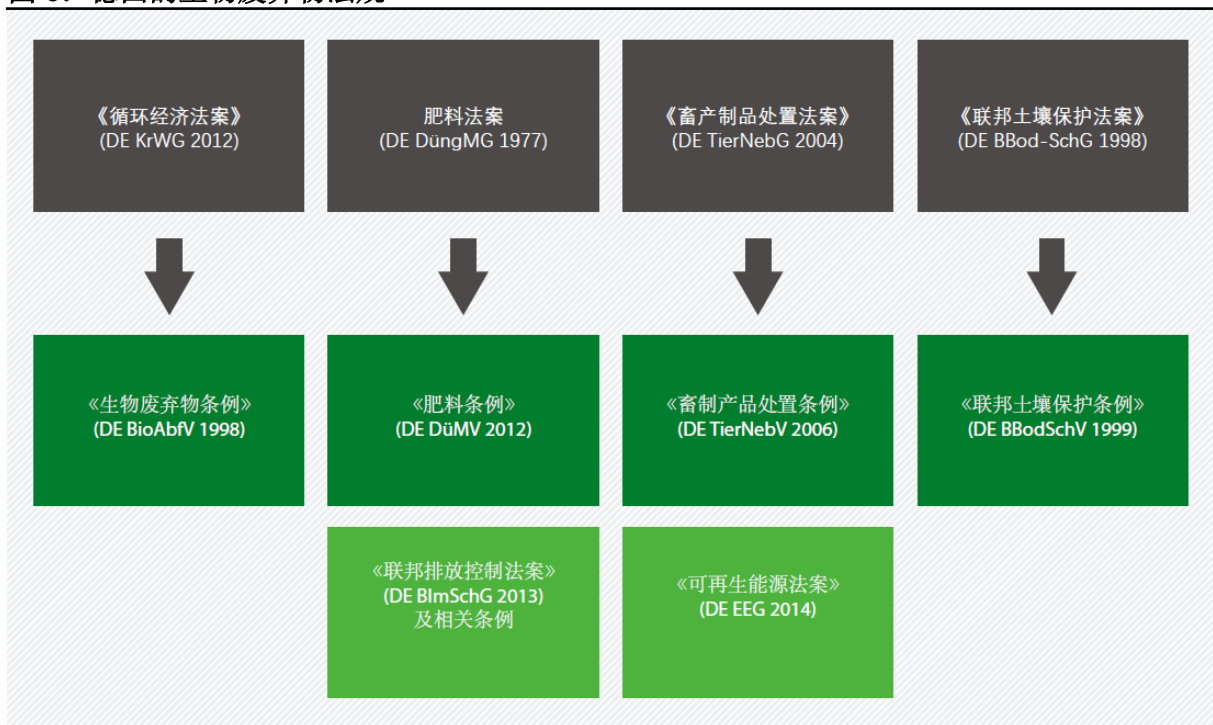 《循环经济法案》
(DE KrWG 2012)
肥料法案
(DE DüngMG 1977)
《畜产制品处置法案》
(DE TierNebG 2004)
《联邦土壤保护法案》
(DE BBod-SchG 1998)
《生物废弃物条例》
(DE BioAbfV 1998)
《肥料条例》
(DE DüMV 2012)
《畜制产品处置条例》
(DE TierNebV 2006)
《联邦土壤保护条例》
(DE BBodSchV 1999)
《联邦排放控制法案》
(DE BImSchG 2013)
及相关条例
《可再生能源法案》
(DE EEG 2014)